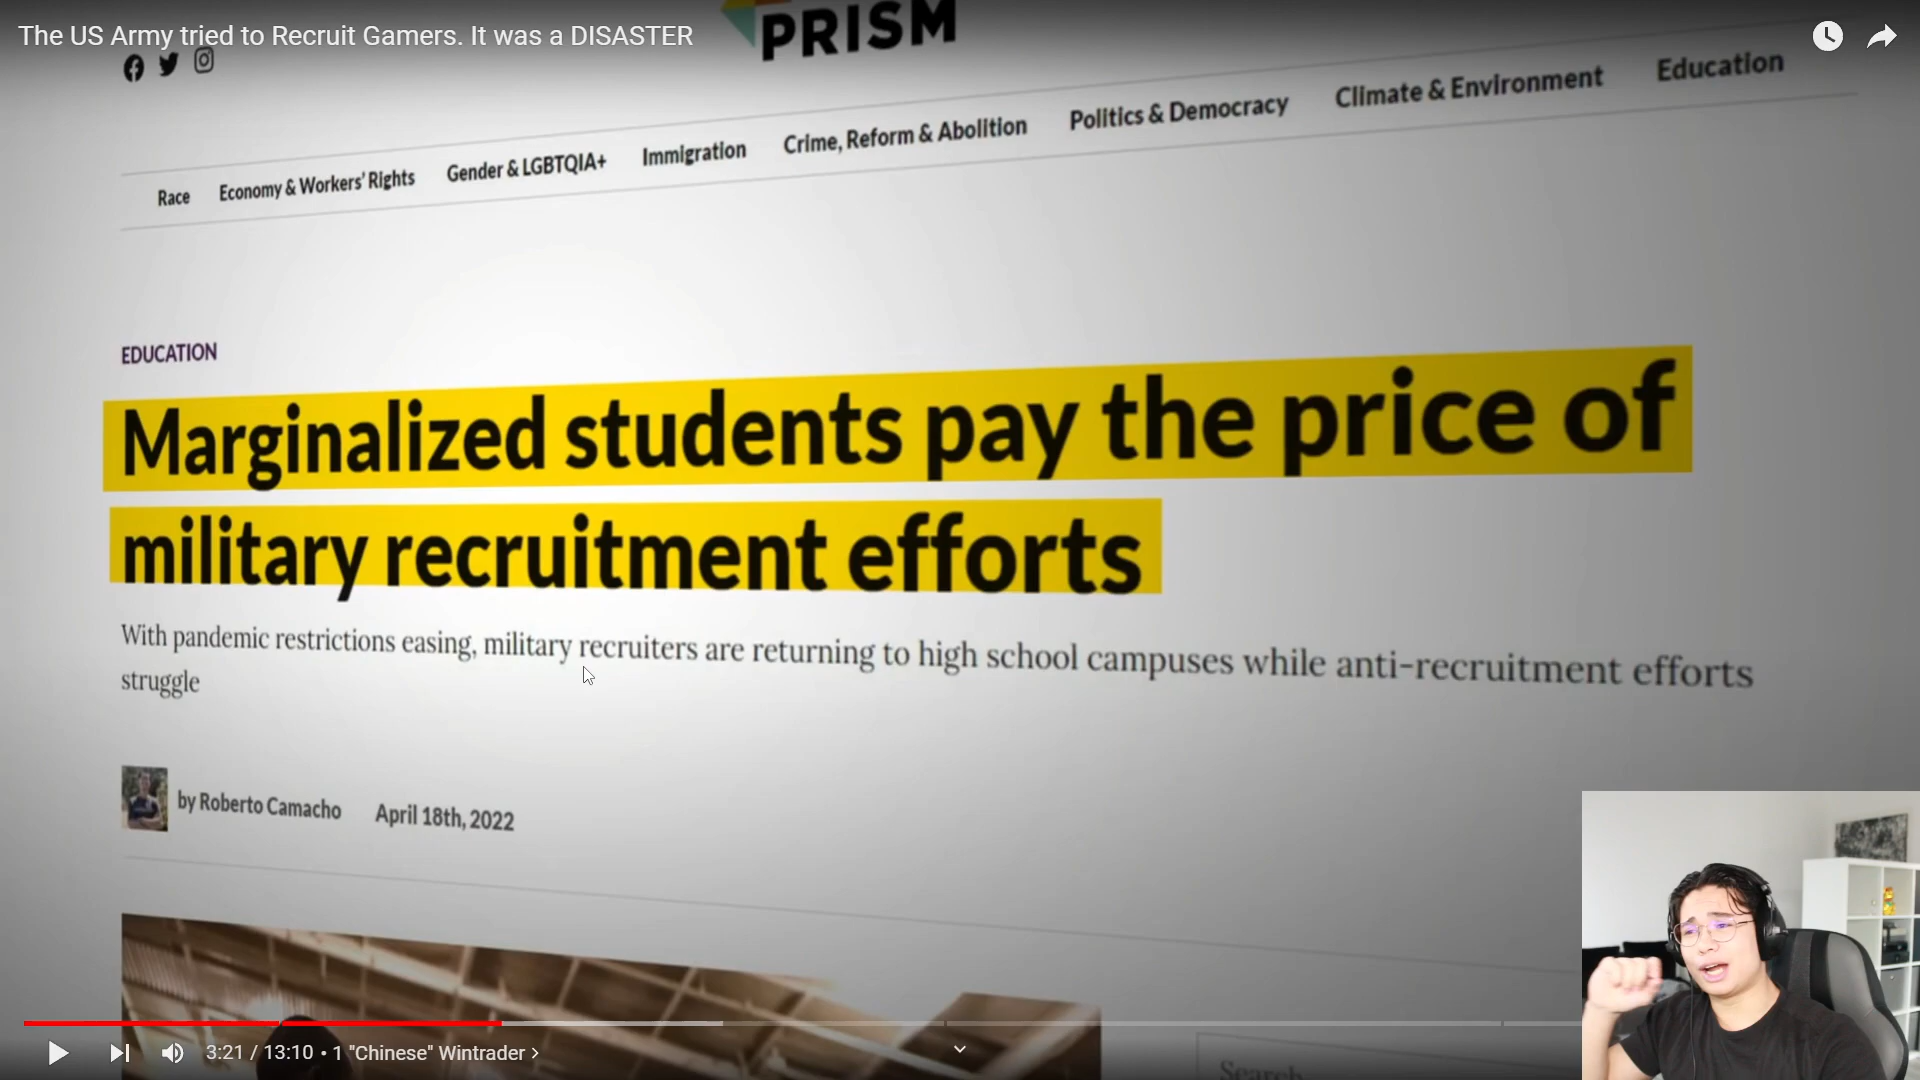 The US Army tried to Recruit Gamers. It was a DISASTER
PRISM
Race Economy & Workers' Rights Gender & LGBTQIA+ Immigration Crime, Reform & Abolition Politics & Democracy Climate & Environment Education
EDUCATION
Marginalized students pay the price of
military recruitment efforts
With pandemic restrictions easing, military recruiters are returning to high school campuses while anti-recruitment efforts
struggle
by Roberto Camacho April 18th, 2022
3:21 / 13:10 • 1 "Chinese" Wintrader >
Search